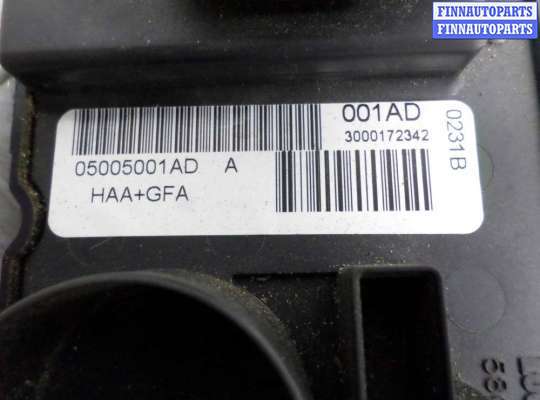 FINNAUTOPARTS
FINNAUTOPARTS
001AD
3000172342
0231B
05005001AD A
HAA+GFA